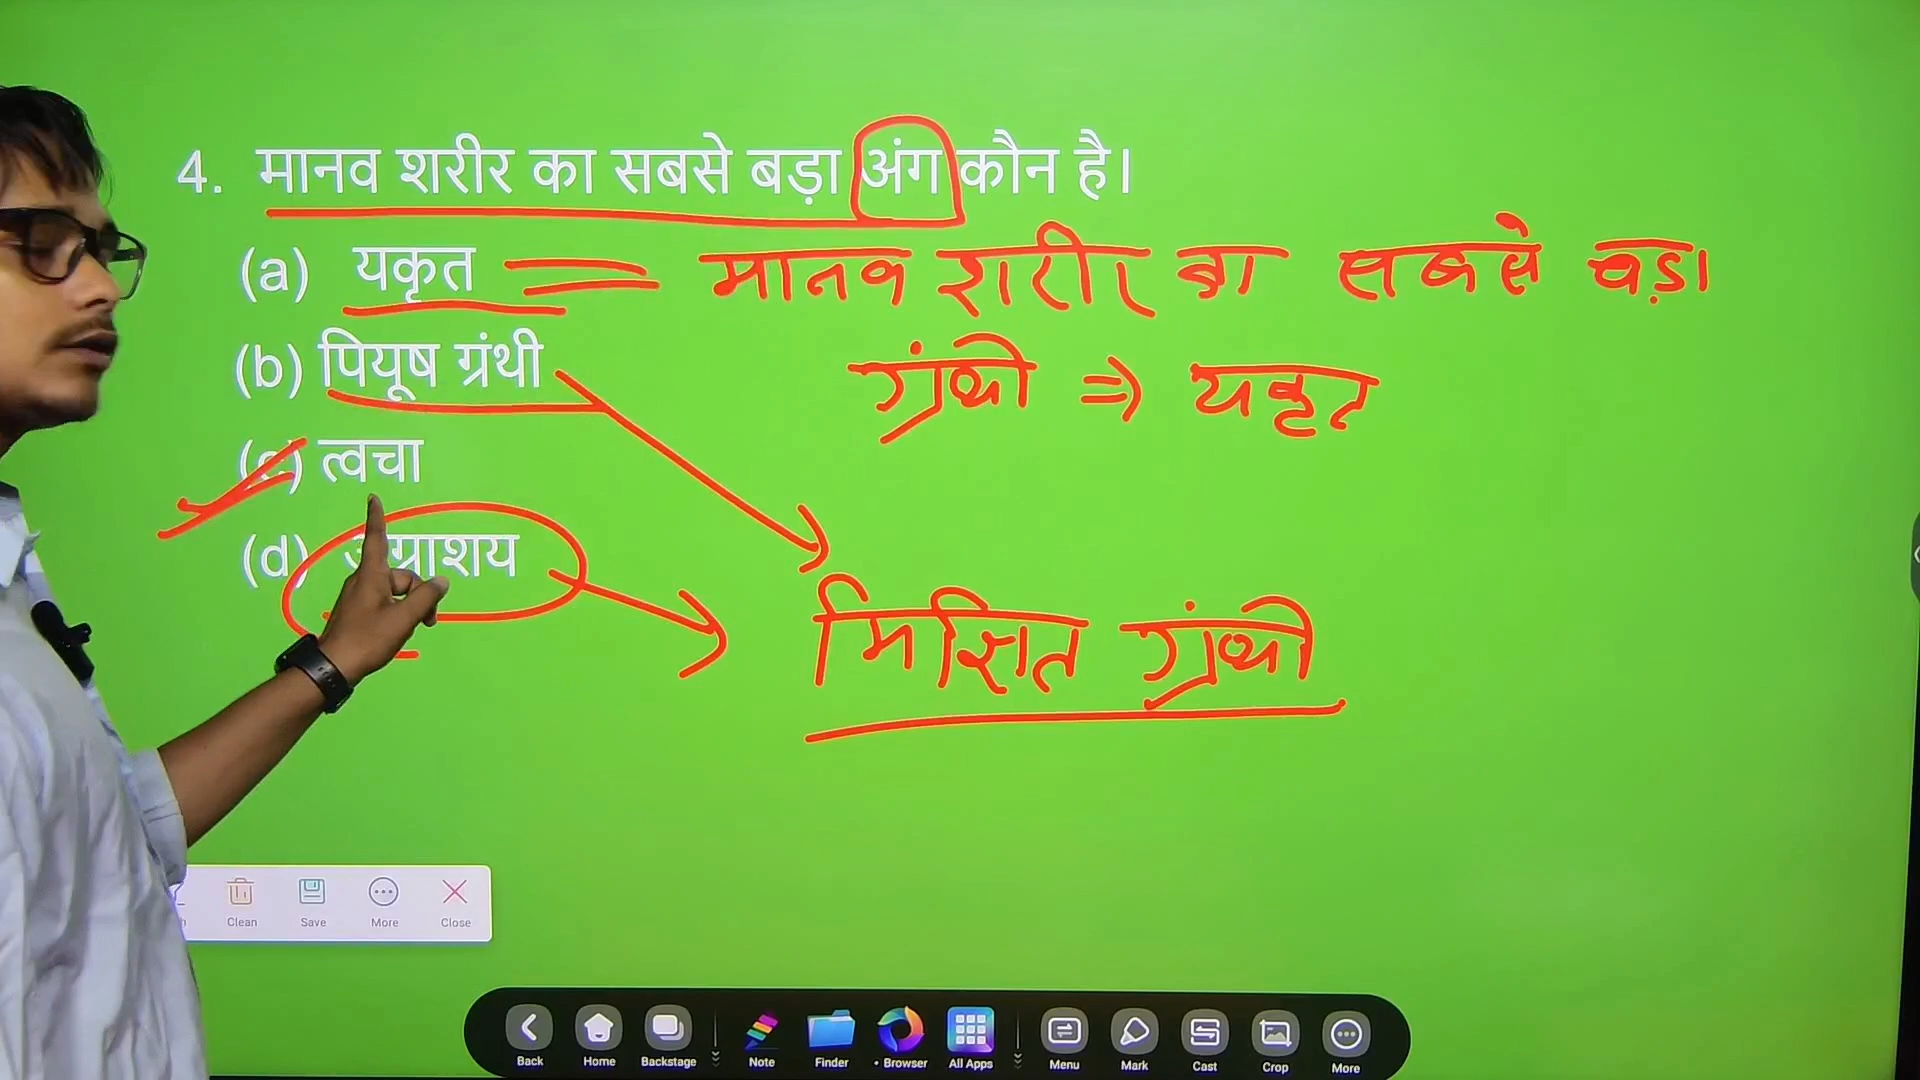 4. मानव शरीर का सबसे बड़ा अंग कौन है।
(a) यकृत = मानव शरीर का सबसे बड़ा
(b) पियूष ग्रंथी ग्रंथी ⇒ यकृत
(c) त्वचा
(d) अग्राशय
मिश्रित ग्रंथी
Clean Save More Close
Back Home Backstage Note Finder • Browser All Apps Menu Mark Cast Crop More